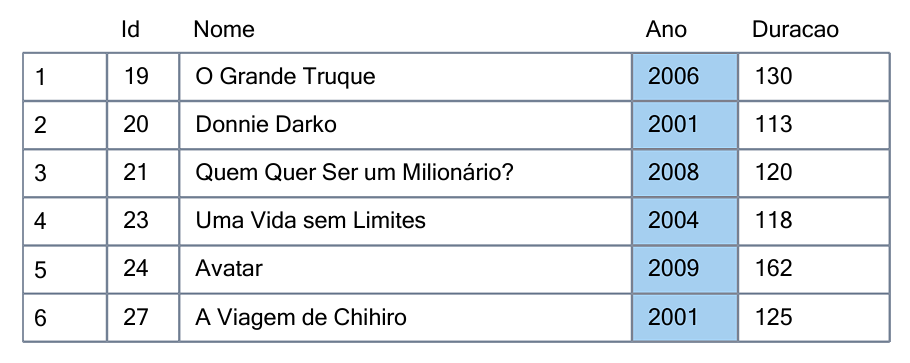 Id Nome Ano Duracao
1 19 O Grande Truque 2006 130
2 20 Donnie Darko 2001 113
3 21 Quem Quer Ser um Milionário? 2008 120
4 23 Uma Vida sem Limites 2004 118
5 24 Avatar 2009 162
6 27 A Viagem de Chihiro 2001 125